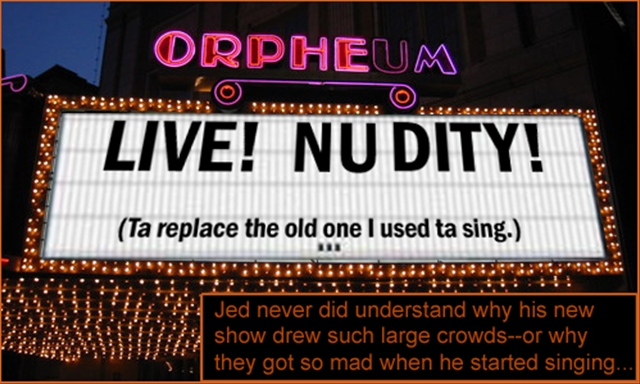 ORPHEUM
LIVE! NU DITY!
(Ta replace the old one I used ta sing.)
Jed never did understand why his new
show drew such large crowds--or why
they got so mad when he started singing...